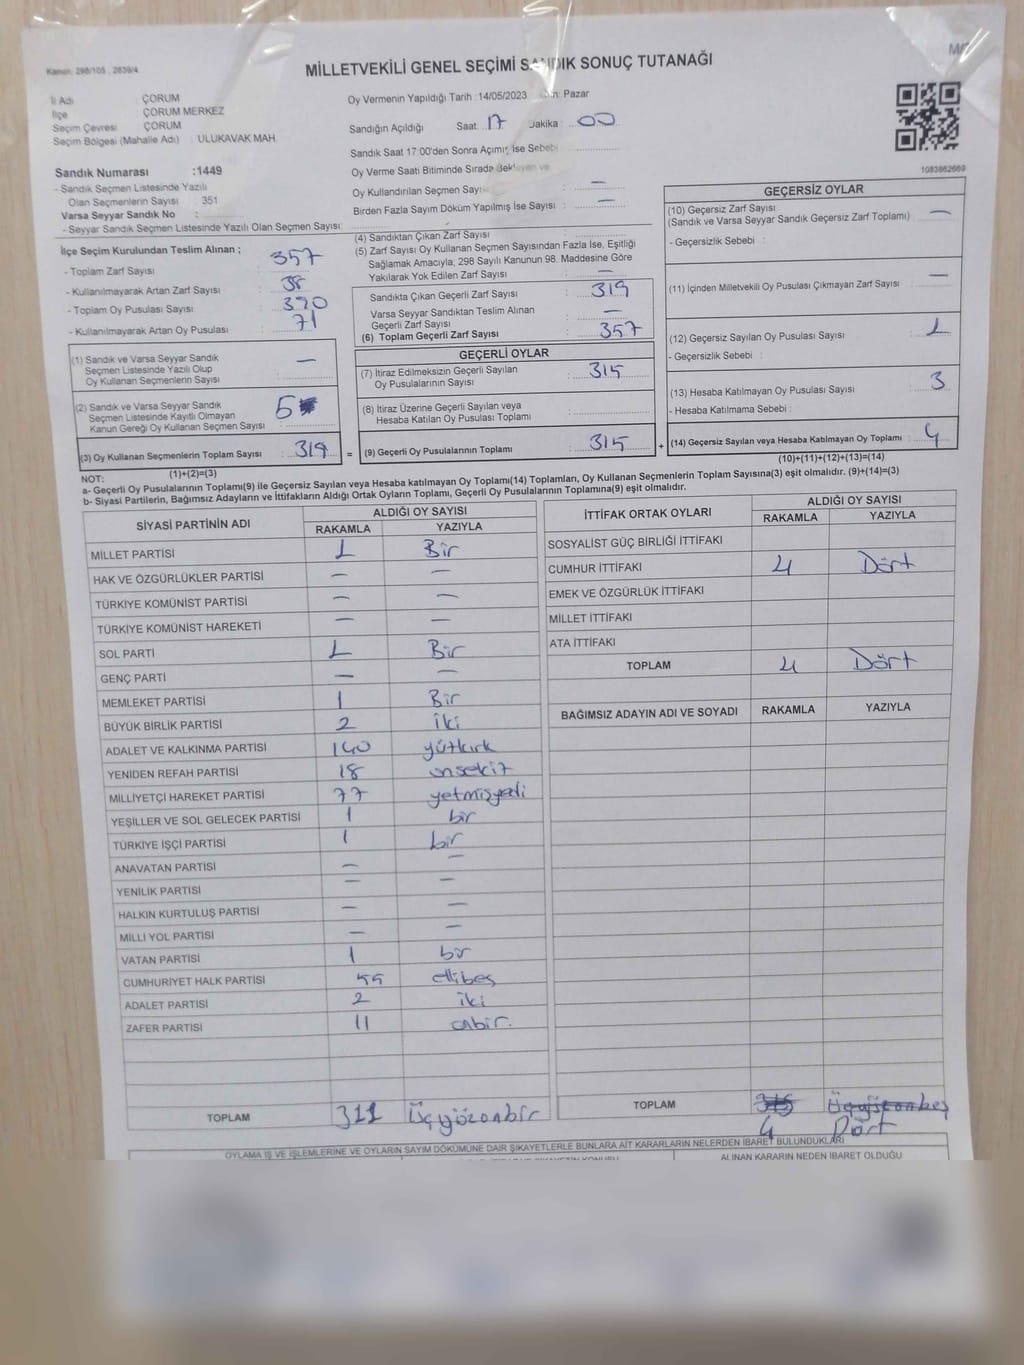 Kanun: 298/105 , 2839/4
MİLLETVEKİLİ GENEL SEÇİMİ SANDIK SONUÇ TUTANAĞI
İl Adı ÇORUM
İlçe ÇORUM MERKEZ
Seçim Çevresi ÇORUM
Seçim Bölgesi (Mahalle Adı) : ULUKAVAK MAH.
Sandık Numarası :1449
- Sandık Seçmen Listesinde Yazılı
Olan Seçmenlerin Sayısı 351
Varsa Seyyar Sandık No :
- Seyyar Sandık Seçmen Listesinde Yazılı Olan Seçmen Sayısı:
Oy Vermenin Yapıldığı Tarih :14/05/2023 Pazar
Sandığın Açıldığı Saat: 17 Dakika : 00
Sandık Saat 17:00'den Sonra Açımış İse Sebebi
Oy Verme Saati Bitiminde Sırada Bekleyen ve
Oy Kullandırılan Seçmen Sayısı : —
Birden Fazla Sayım Döküm Yapılmış İse Sayısı : —
1083862669
İlçe Seçim Kurulundan Teslim Alınan ;
- Toplam Zarf Sayısı : 357
- Kullanılmayarak Artan Zarf Sayısı : 38
- Toplam Oy Pusulası Sayısı : 390
- Kullanılmayarak Artan Oy Pusulası : 71
(1) Sandık ve Varsa Seyyar Sandık
Seçmen Listesinde Yazılı Olup
Oy Kullanan Seçmenlerin Sayısı : —
(2) Sandık ve Varsa Seyyar Sandık
Seçmen Listesinde Kayıtlı Olmayan
Kanun Gereği Oy Kullanan Seçmen Sayısı : 5
(3) Oy Kullanan Seçmenlerin Toplam Sayısı : 319
(1)+(2)=(3)
(4) Sandıktan Çıkan Zarf Sayısı :
(5) Zarf Sayısı Oy Kullanan Seçmen Sayısından Fazla İse, Eşitliği
Sağlamak Amacıyla, 298 Sayılı Kanunun 98. Maddesine Göre
Yakılarak Yok Edilen Zarf Sayısı : —
Sandıkta Çıkan Geçerli Zarf Sayısı : 319
Varsa Seyyar Sandıktan Teslim Alınan
Geçerli Zarf Sayısı : —
(6) Toplam Geçerli Zarf Sayısı : 357
GEÇERLİ OYLAR
(7) İtiraz Edilmeksizin Geçerli Sayılan
Oy Pusulalarının Sayısı : 315
(8) İtiraz Üzerine Geçerli Sayılan veya
Hesaba Katılan Oy Pusulası Toplamı :
= (9) Geçerli Oy Pusulalarının Toplamı : 315
GEÇERSİZ OYLAR
(10) Geçersiz Zarf Sayısı
(Sandık ve Varsa Seyyar Sandık Geçersiz Zarf Toplamı) : —
- Geçersizlik Sebebi :
(11) İçinden Milletvekili Oy Pusulası Çıkmayan Zarf Sayısı : —
(12) Geçersiz Sayılan Oy Pusulası Sayısı : 1
- Geçersizlik Sebebi :
(13) Hesaba Katılmayan Oy Pusulası Sayısı : 3
- Hesaba Katılmama Sebebi :
+ (14) Geçersiz Sayılan veya Hesaba Katılmayan Oy Toplamı : 4
(10)+(11)+(12)+(13)=(14)
NOT:
a- Geçerli Oy Pusulalarının Toplamı(9) ile Geçersiz Sayılan veya Hesaba katılmayan Oy Toplamı(14) Toplamları, Oy Kullanan Seçmenlerin Toplam Sayısına(3) eşit olmalıdır. (9)+(14)=(3)
b- Siyasi Partilerin, Bağımsız Adayların ve İttifakların Aldığı Ortak Oyların Toplamı, Geçerli Oy Pusulalarının Toplamına(9) eşit olmalıdır.
SİYASİ PARTİNİN ADI ALDIĞI OY SAYISI
RAKAMLA YAZIYLA
MİLLET PARTİSİ 1 Bir
HAK VE ÖZGÜRLÜKLER PARTİSİ — —
TÜRKİYE KOMÜNİST PARTİSİ — —
TÜRKİYE KOMÜNİST HAREKETİ — —
SOL PARTİ 1 Bir
GENÇ PARTİ — —
MEMLEKET PARTİSİ 1 Bir
BÜYÜK BİRLİK PARTİSİ 2 İki
ADALET VE KALKINMA PARTİSİ 140 yüzkırk
YENİDEN REFAH PARTİSİ 18 onsekiz
MİLLİYETÇİ HAREKET PARTİSİ 77 yetmişyedi
YEŞİLLER VE SOL GELECEK PARTİSİ 1 bir
TÜRKİYE İŞÇİ PARTİSİ 1 bir
ANAVATAN PARTİSİ — —
YENİLİK PARTİSİ — —
HALKIN KURTULUŞ PARTİSİ — —
MİLLİ YOL PARTİSİ — —
VATAN PARTİSİ 1 bir
CUMHURİYET HALK PARTİSİ 55 ellibeş
ADALET PARTİSİ 2 iki
ZAFER PARTİSİ 11 onbir.
TOPLAM 311 Üçyüzonbir
İTTİFAK ORTAK OYLARI ALDIĞI OY SAYISI
RAKAMLA YAZIYLA
SOSYALİST GÜÇ BİRLİĞİ İTTİFAKI
CUMHUR İTTİFAKI 4 Dört
EMEK VE ÖZGÜRLÜK İTTİFAKI
MİLLET İTTİFAKI
ATA İTTİFAKI
TOPLAM 4 Dört
BAĞIMSIZ ADAYIN ADI VE SOYADI RAKAMLA YAZIYLA
TOPLAM 315 Üçyüzonbeş
4 Dört
OYLAMA İŞ VE İŞLEMLERİNE VE OYLARIN SAYIM DÖKÜMÜNE DAİR ŞİKAYETLERLE BUNLARA AİT KARARLARIN NELERDEN İBARET BULUNDUKLARI
ALINAN KARARIN NEDEN İBARET OLDUĞU